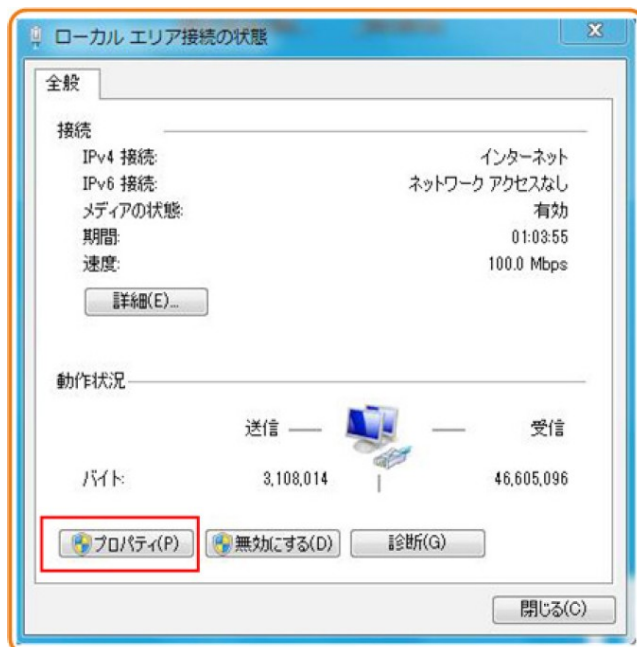 ローカル エリア接続の状態
全般
接続
IPv4 接続: インターネット
IPv6 接続: ネットワーク アクセスなし
メディアの状態: 有効
期間: 01:03:55
速度: 100.0 Mbps
詳細(E)...
動作状況
送信 受信
バイト: 3,108,014 46,605,096
プロパティ(P) 無効にする(D) 診断(G)
閉じる(C)